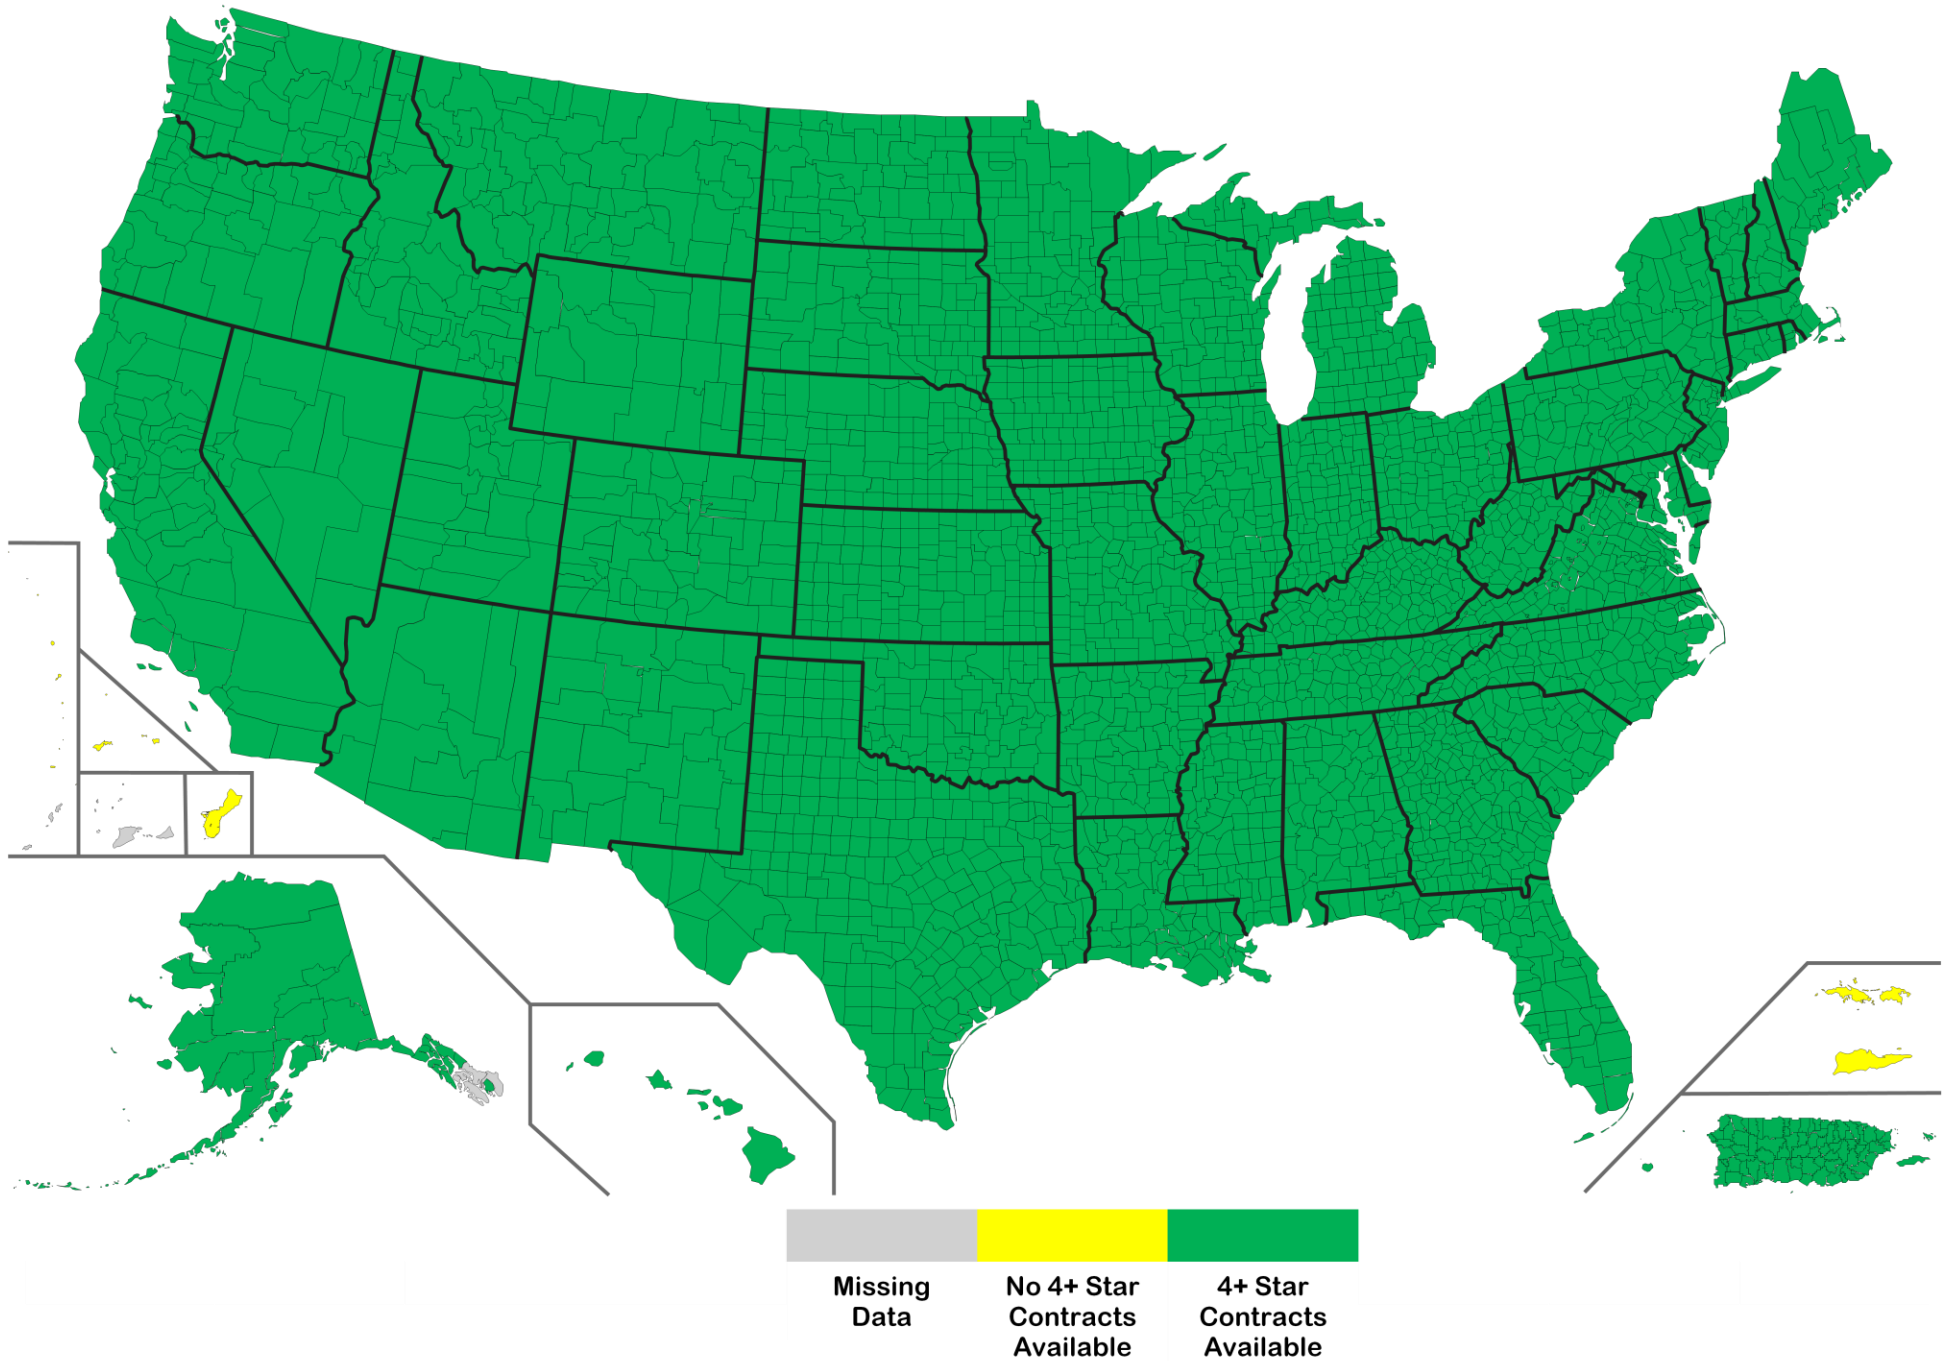 Missing
Data
No 4+ Star
Contracts
Available
4+ Star
Contracts
Available